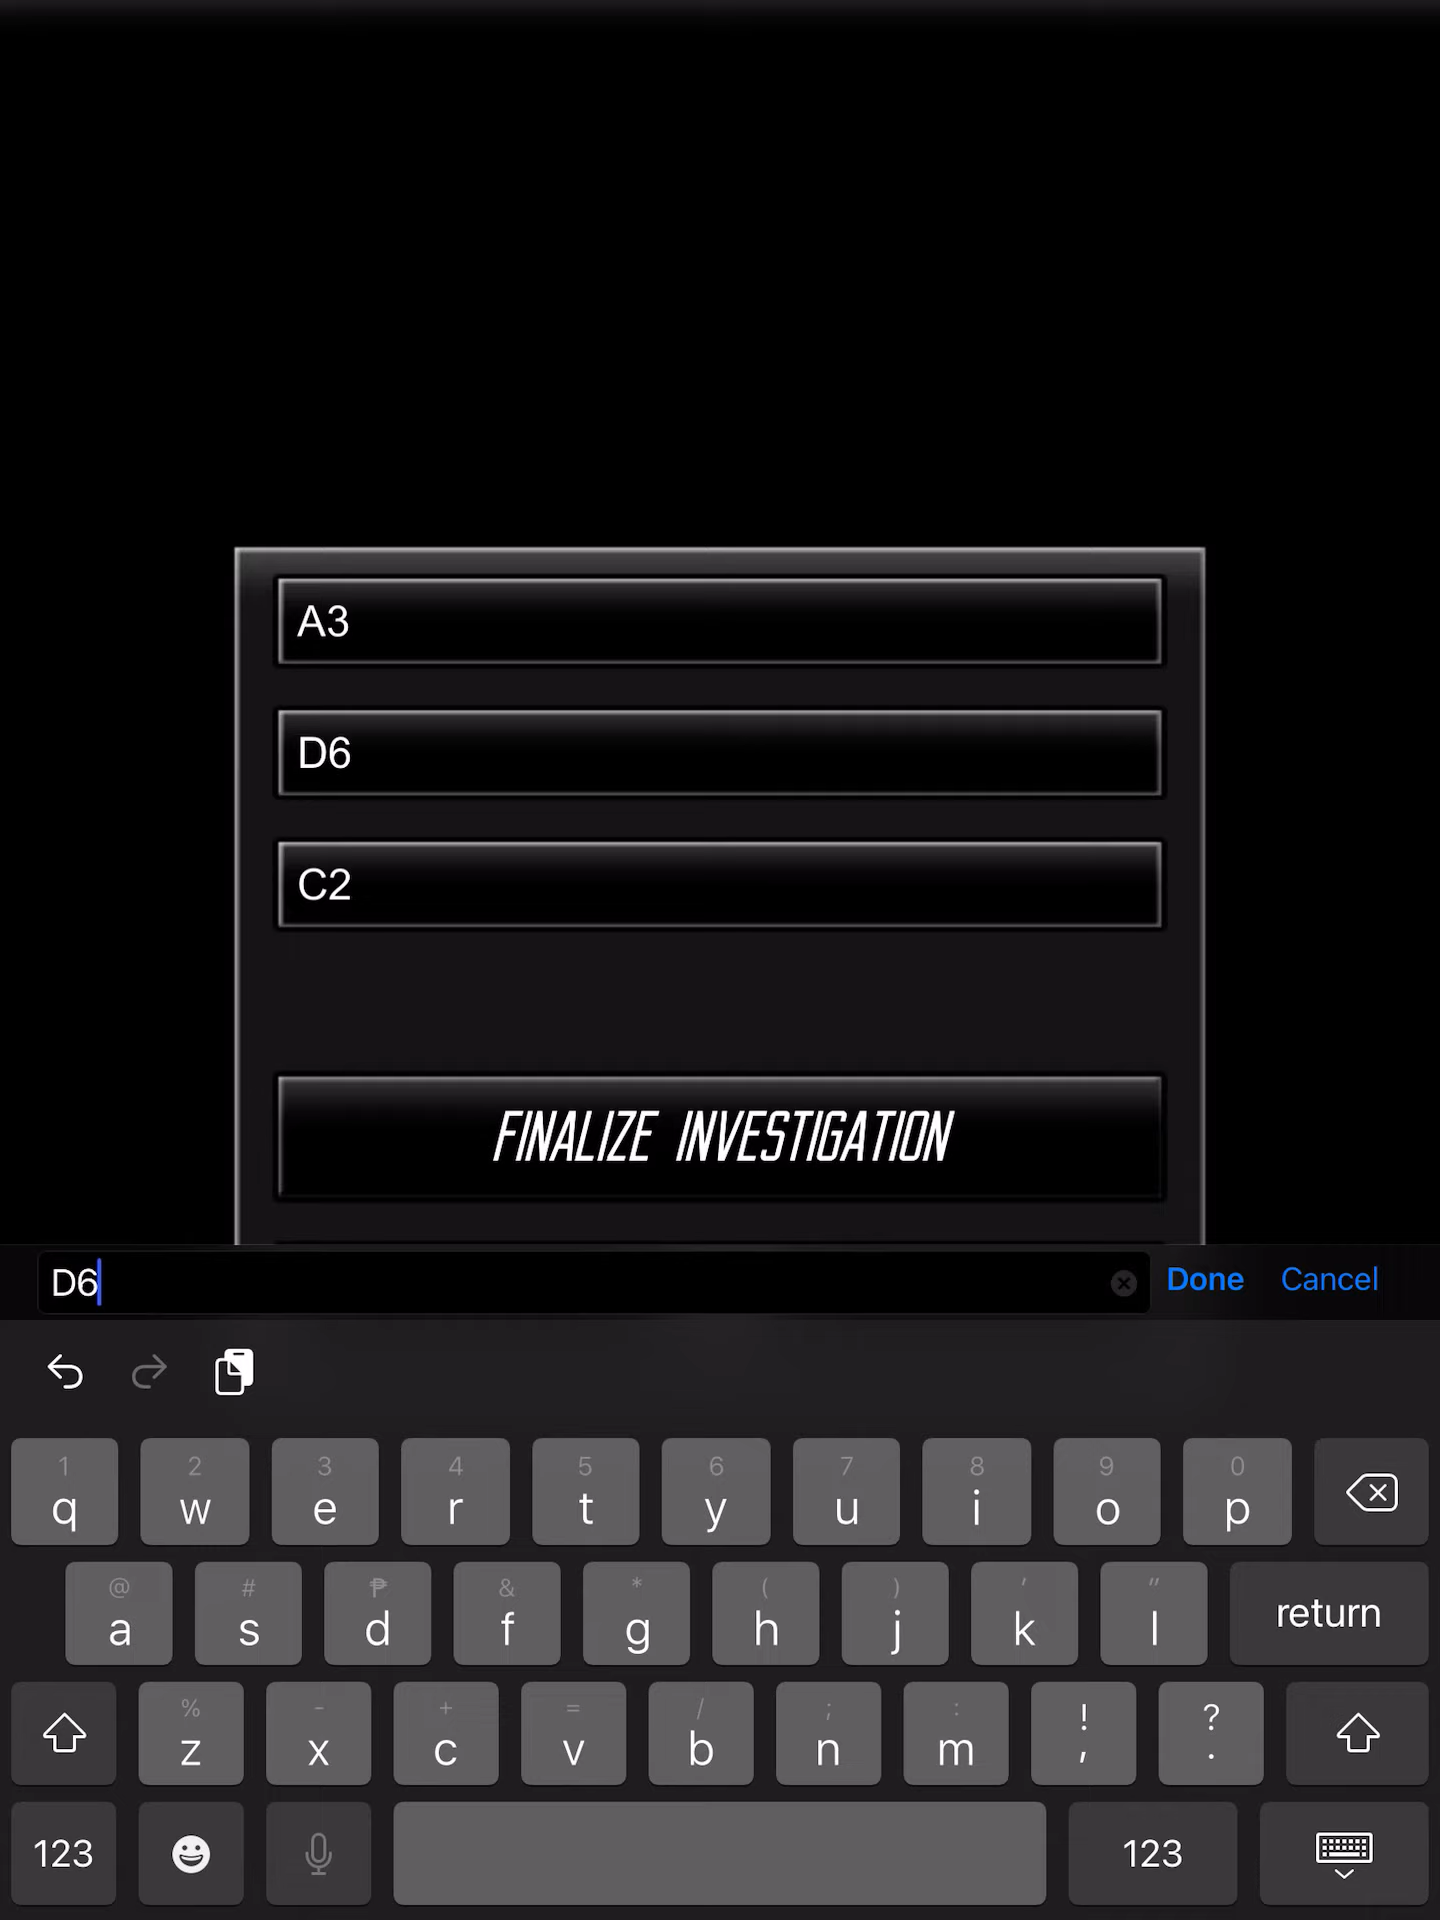 A3
D6
C2
FINALIZE INVESTIGATION
D6
Done Cancel
1 2 3 4 5 6 7 8 9 0
q w e r t y u i o p
@ # ₱ & * ( ) ' "
a s d f g h j k l return
% - + = / ; : ! ?
z x c v b n m , .
123 123